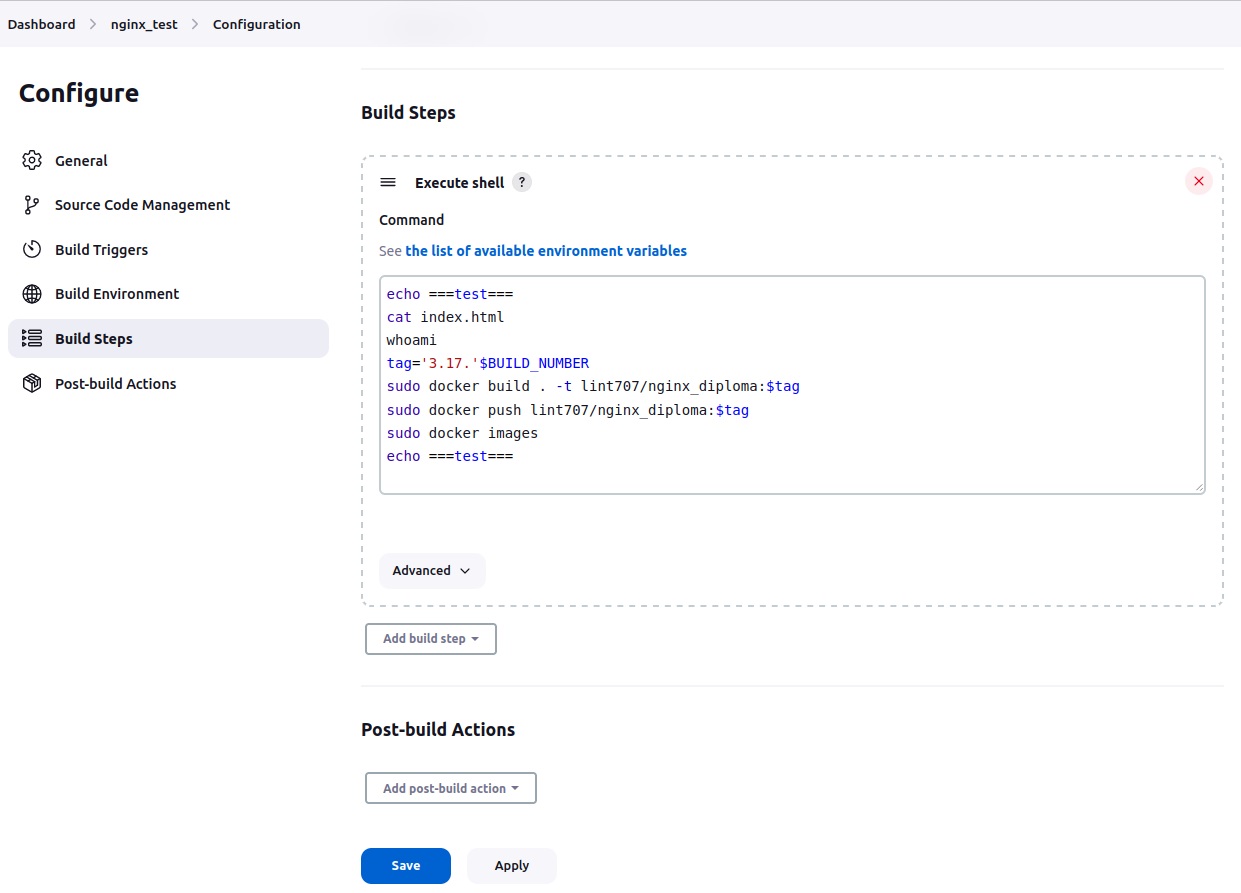 Dashboard > nginx_test > Configuration
Configure
General
Source Code Management
Build Triggers
Build Environment
Build Steps
Post-build Actions
Build Steps
Execute shell ?
Command
See the list of available environment variables
echo ===test===
cat index.html
whoami
tag='3.17.'$BUILD_NUMBER
sudo docker build . -t lint707/nginx_diploma:$tag
sudo docker push lint707/nginx_diploma:$tag
sudo docker images
echo ===test===
Advanced
Add build step
Post-build Actions
Add post-build action
Save Apply